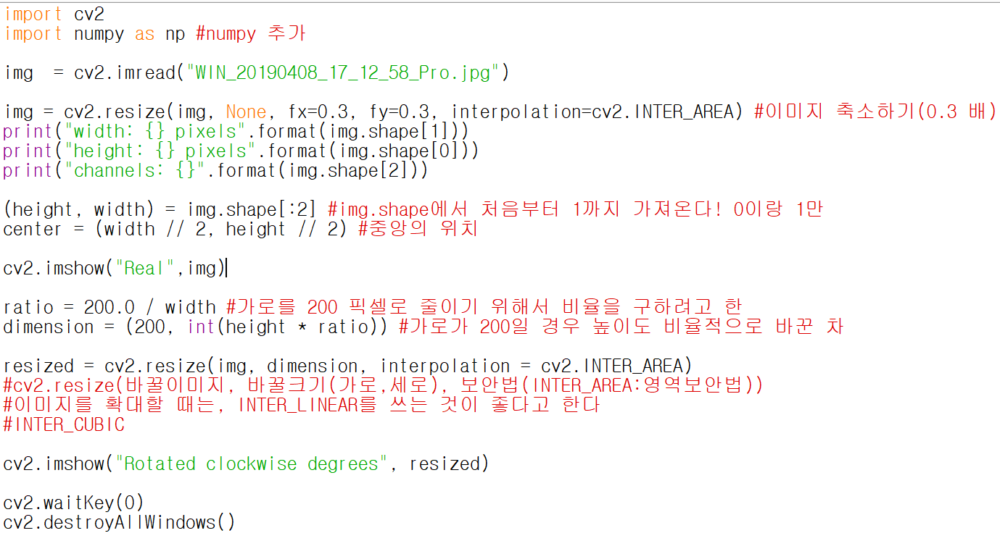 import cv2
import numpy as np #numpy 추가
img  = cv2.imread("WIN_20190408_17_12_58_Pro.jpg")
img = cv2.resize(img, None, fx=0.3, fy=0.3, interpolation=cv2.INTER_AREA) #이미지 축소하기(0.3 배)
print("width: {} pixels".format(img.shape[1]))
print("height: {} pixels".format(img.shape[0]))
print("channels: {}".format(img.shape[2]))
(height, width) = img.shape[:2] #img.shape에서 처음부터 1까지 가져온다! 0이랑 1만
center = (width // 2, height // 2) #중앙의 위치
cv2.imshow("Real",img)
ratio = 200.0 / width #가로를 200 픽셀로 줄이기 위해서 비율을 구하려고 한
dimension = (200, int(height * ratio)) #가로가 200일 경우 높이도 비율적으로 바꾼 차
resized = cv2.resize(img, dimension, interpolation = cv2.INTER_AREA)
#cv2.resize(바꿀이미지, 바꿀크기(가로,세로), 보안법(INTER_AREA:영역보안법))
#이미지를 확대할 때는, INTER_LINEAR를 쓰는 것이 좋다고 한다
#INTER_CUBIC
cv2.imshow("Rotated clockwise degrees", resized)
cv2.waitKey(0)
cv2.destroyAllWindows()